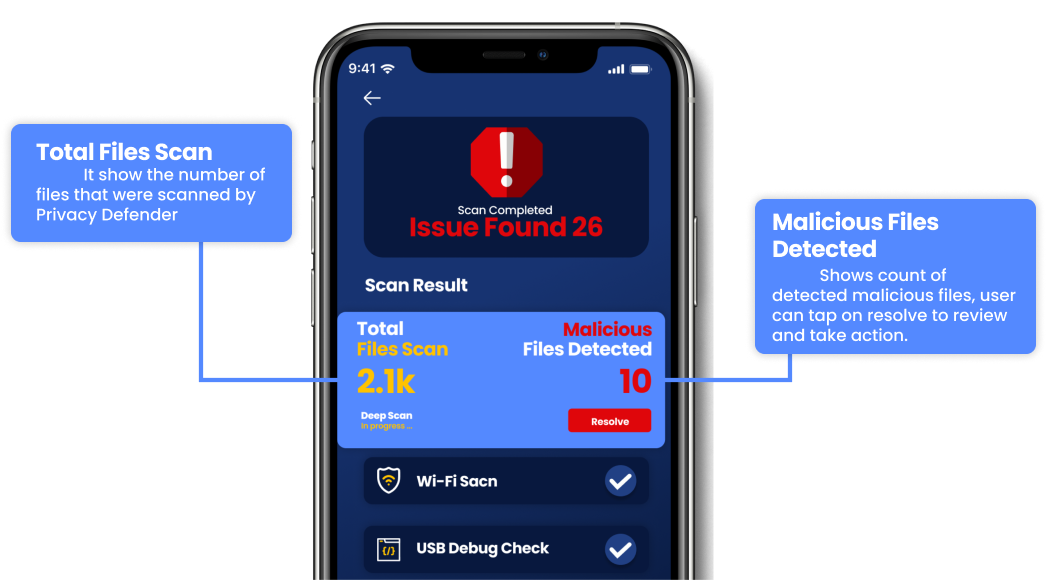 9:41
Total Files Scan
It show the number of
files that were scanned by
Privacy Defender
Scan Completed
Issue Found 26
Scan Result
Total
Files Scan
2.1k
Deep Scan
In progress ...
Malicious
Files Detected
10
Resolve
Wi-Fi Sacn
{/}
USB Debug Check
Malicious Files
Detected
Shows count of
detected malicious files, user
can tap on resolve to review
and take action.